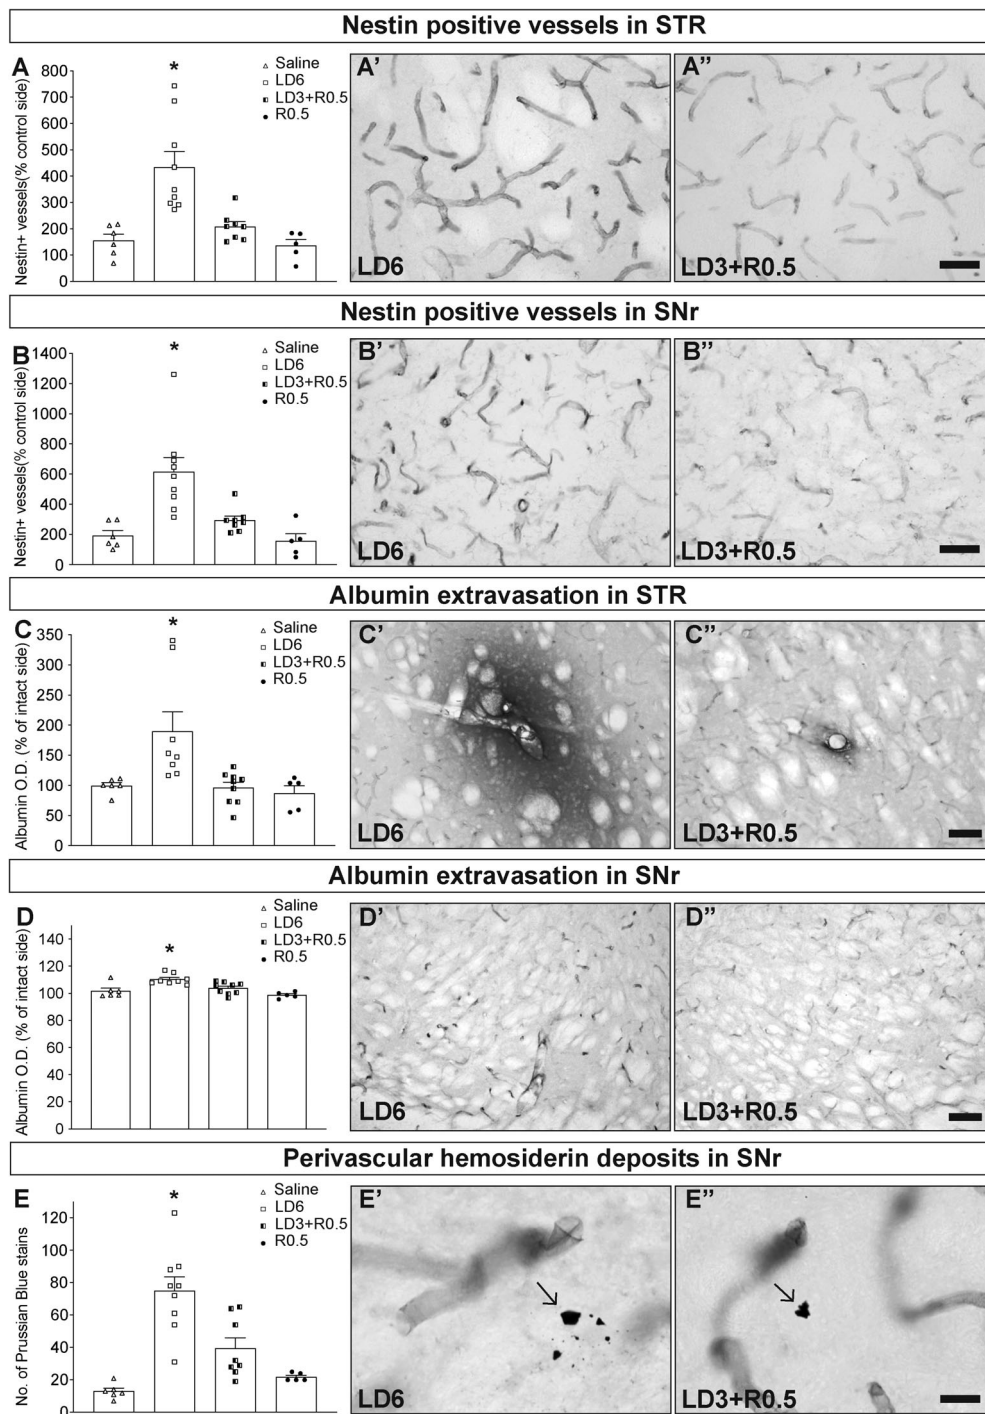 Nestin positive vessels in STR
A
Nestin+ vessels(% control side)
800
700
600
500
400
300
200
100
0
*
Saline
LD6
LD3+R0.5
R0.5
A’
LD6
A”
LD3+R0.5
Nestin positive vessels in SNr
B
Nestin+ vessels(% control side)
1400
1200
1000
800
600
400
200
0
*
Saline
LD6
LD3+R0.5
R0.5
B’
LD6
B”
LD3+R0.5
Albumin extravasation in STR
C
Albumin O.D. (% of intact side)
350
300
250
200
150
100
50
0
*
Saline
LD6
LD3+R0.5
R0.5
C’
LD6
C”
LD3+R0.5
Albumin extravasation in SNr
D
Albumin O.D. (% of intact side)
140
120
100
80
60
40
20
0
*
Saline
LD6
LD3+R0.5
R0.5
D’
LD6
D”
LD3+R0.5
Perivascular hemosiderin deposits in SNr
E
No. of Prussian Blue stains
120
100
80
60
40
20
0
*
Saline
LD6
LD3+R0.5
R0.5
E’
LD6
E”
LD3+R0.5